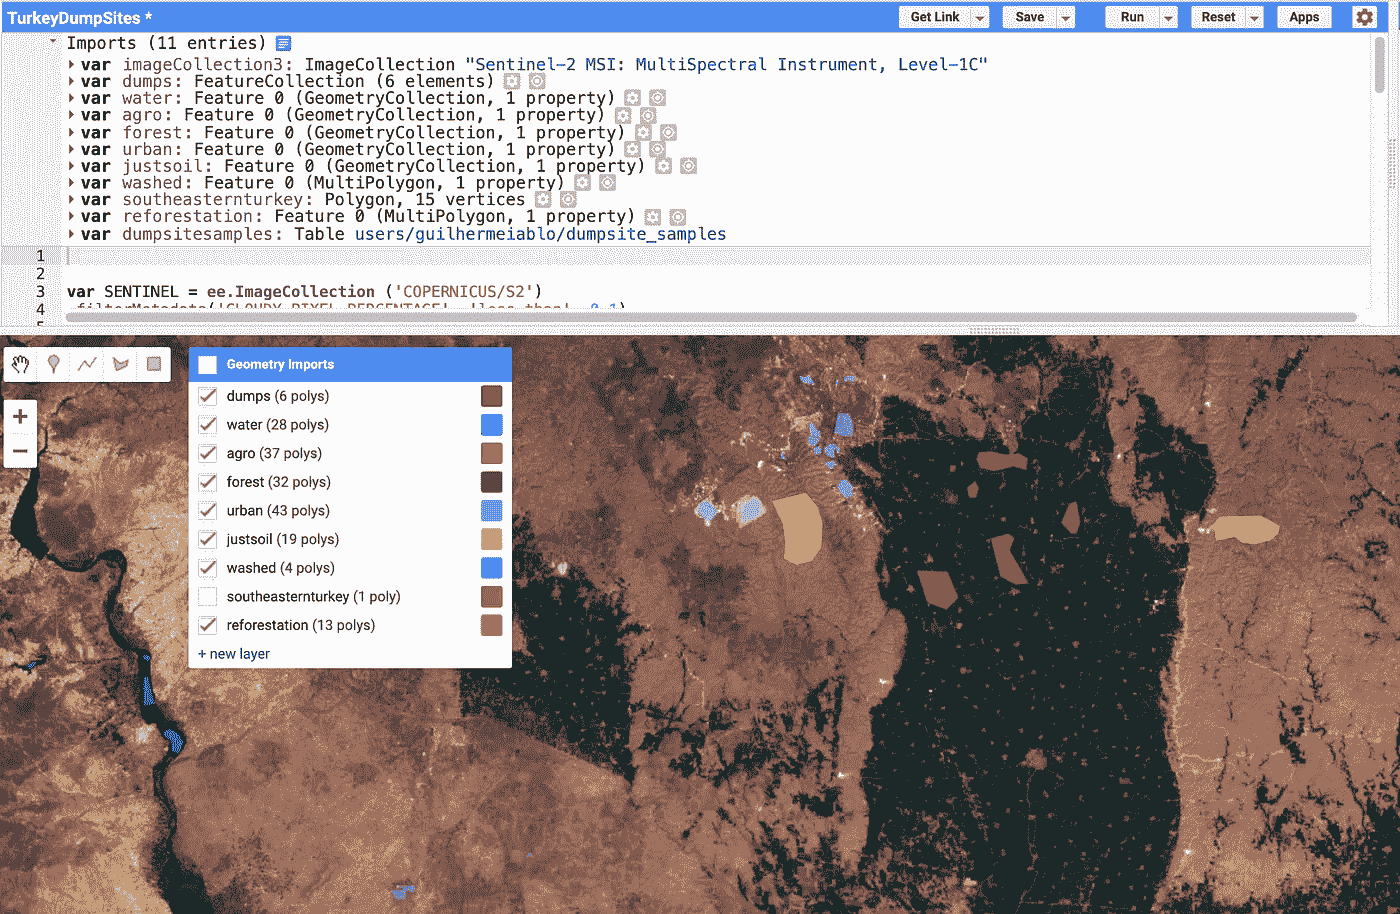 TurkeyDumpSites *
Get Link Save Run Reset Apps
Imports (11 entries)
var imageCollection3: ImageCollection "Sentinel-2 MSI: MultiSpectral Instrument, Level-1C"
var dumps: FeatureCollection (6 elements)
var water: Feature 0 (GeometryCollection, 1 property)
var agro: Feature 0 (GeometryCollection, 1 property)
var forest: Feature 0 (GeometryCollection, 1 property)
var urban: Feature 0 (GeometryCollection, 1 property)
var justsoil: Feature 0 (GeometryCollection, 1 property)
var washed: Feature 0 (MultiPolygon, 1 property)
var southeasternturkey: Polygon, 15 vertices
var reforestation: Feature 0 (MultiPolygon, 1 property)
var dumpsitesamples: Table users/guilhermeiablo/dumpsite_samples
1
2
3 var SENTINEL = ee.ImageCollection ('COPERNICUS/S2')
4 .filterMetadata('CLOUDY_PIXEL_PERCENTAGE', 'less_than', 0.1)
5
Geometry Imports
dumps (6 polys)
water (28 polys)
agro (37 polys)
forest (32 polys)
urban (43 polys)
justsoil (19 polys)
washed (4 polys)
southeasternturkey (1 poly)
reforestation (13 polys)
+ new layer